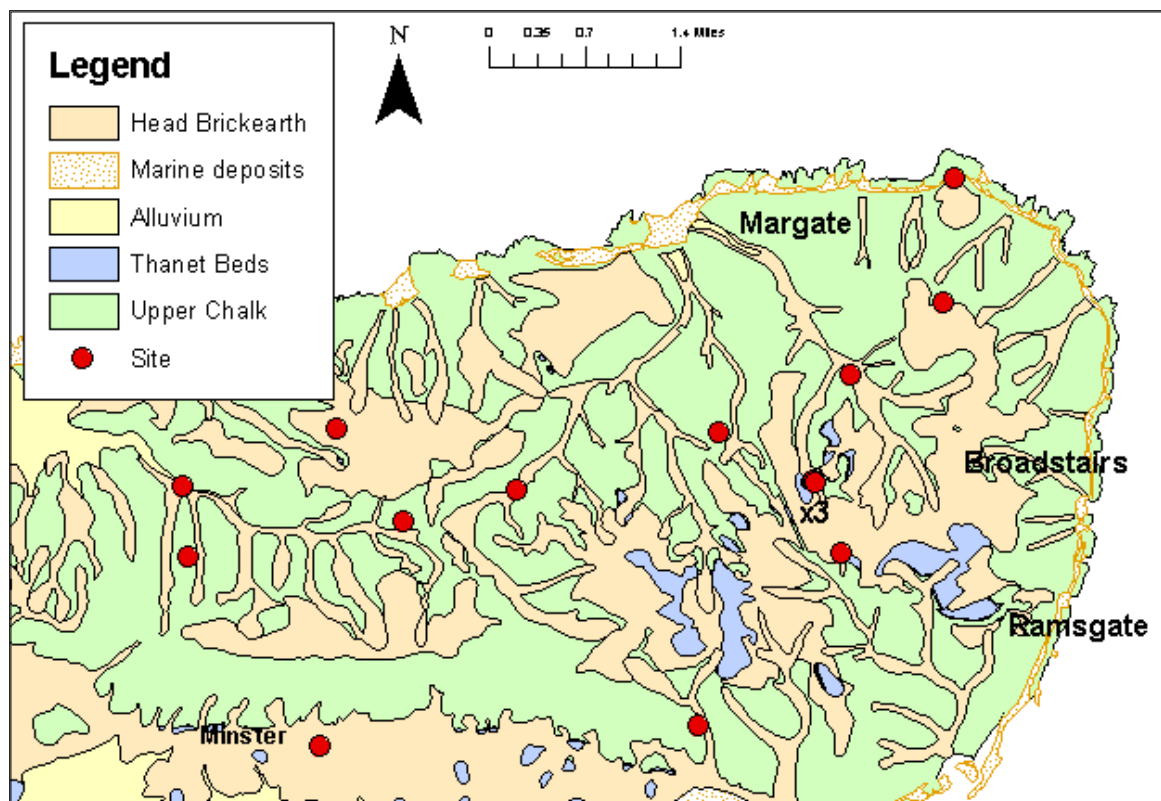 N
0 0.35 0.7 1.4 Miles
Legend
Head Brickearth
Marine deposits
Alluvium
Thanet Beds
Upper Chalk
Site
Margate
Broadstairs
x3
Ramsgate
Minster